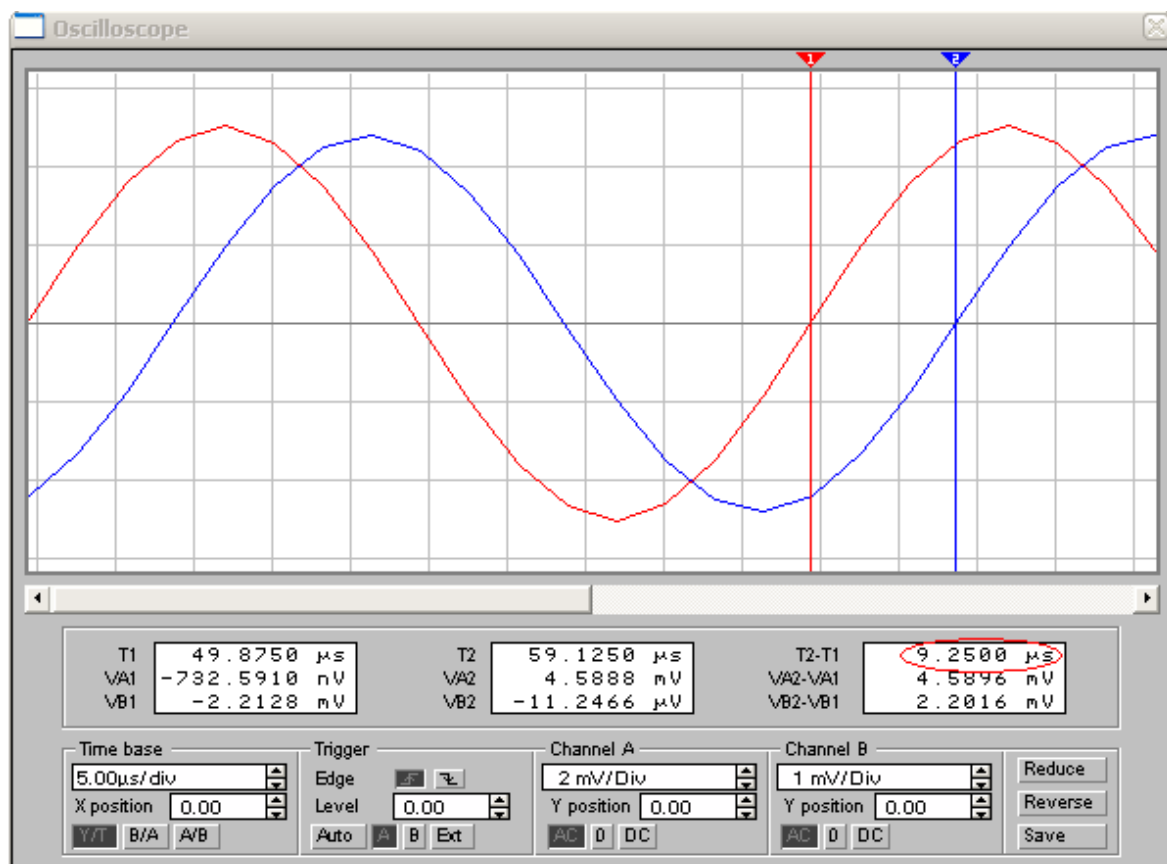 Oscilloscope
1 2
T1 49.8750 µs T2 59.1250 µs T2-T1 9.2500 µs
VA1 -732.5910 nV VA2 4.5888 mV VA2-VA1 4.5896 mV
VB1 -2.2128 mV VB2 -11.2466 µV VB2-VB1 2.2016 mV
Time base Trigger Channel A Channel B
5.00µs/div Edge 2 mV/Div 1 mV/Div Reduce
X position 0.00 Level 0.00 Y position 0.00 Y position 0.00 Reverse
Y/T B/A A/B Auto A B Ext AC 0 DC AC 0 DC Save